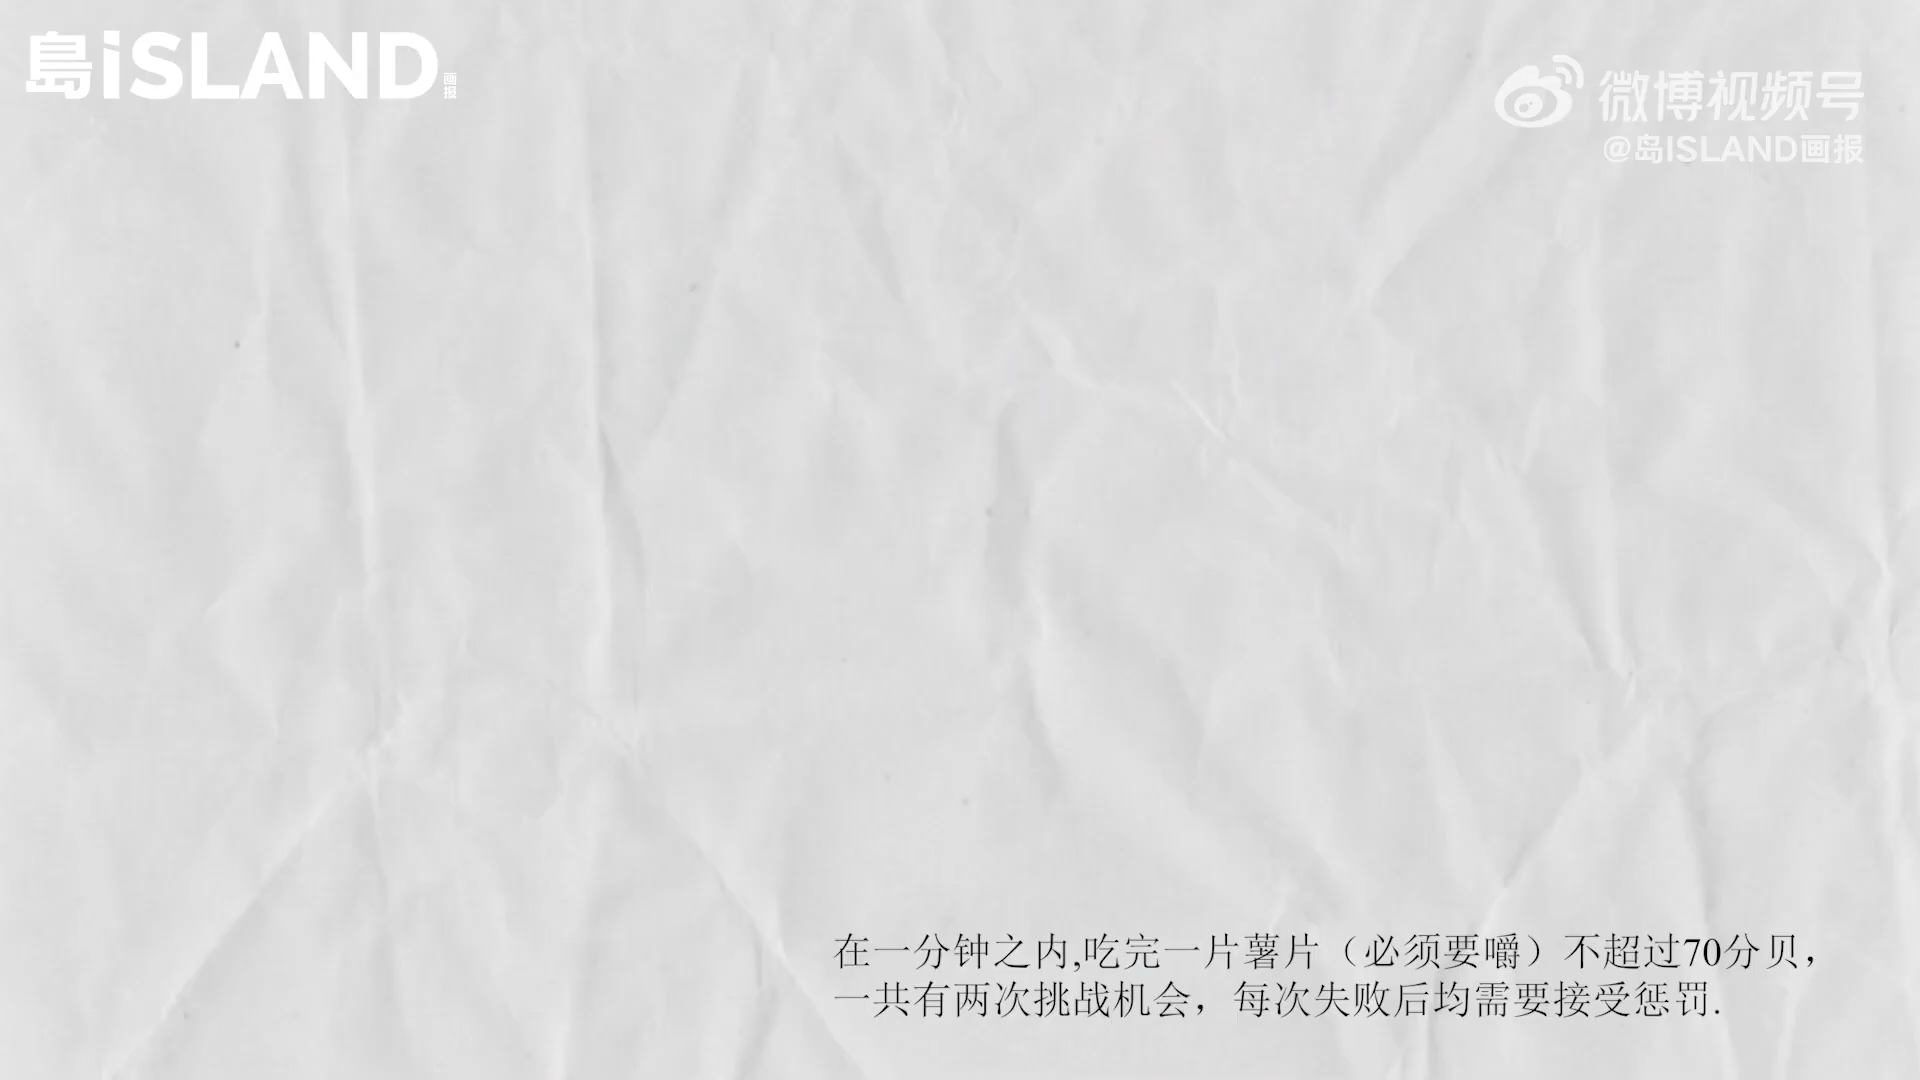 島iSLAND画报
微博视频号
@岛ISLAND画报
在一分钟之内,吃完一片薯片（必须要嚼）不超过70分贝，
一共有两次挑战机会，每次失败后均需要接受惩罚.